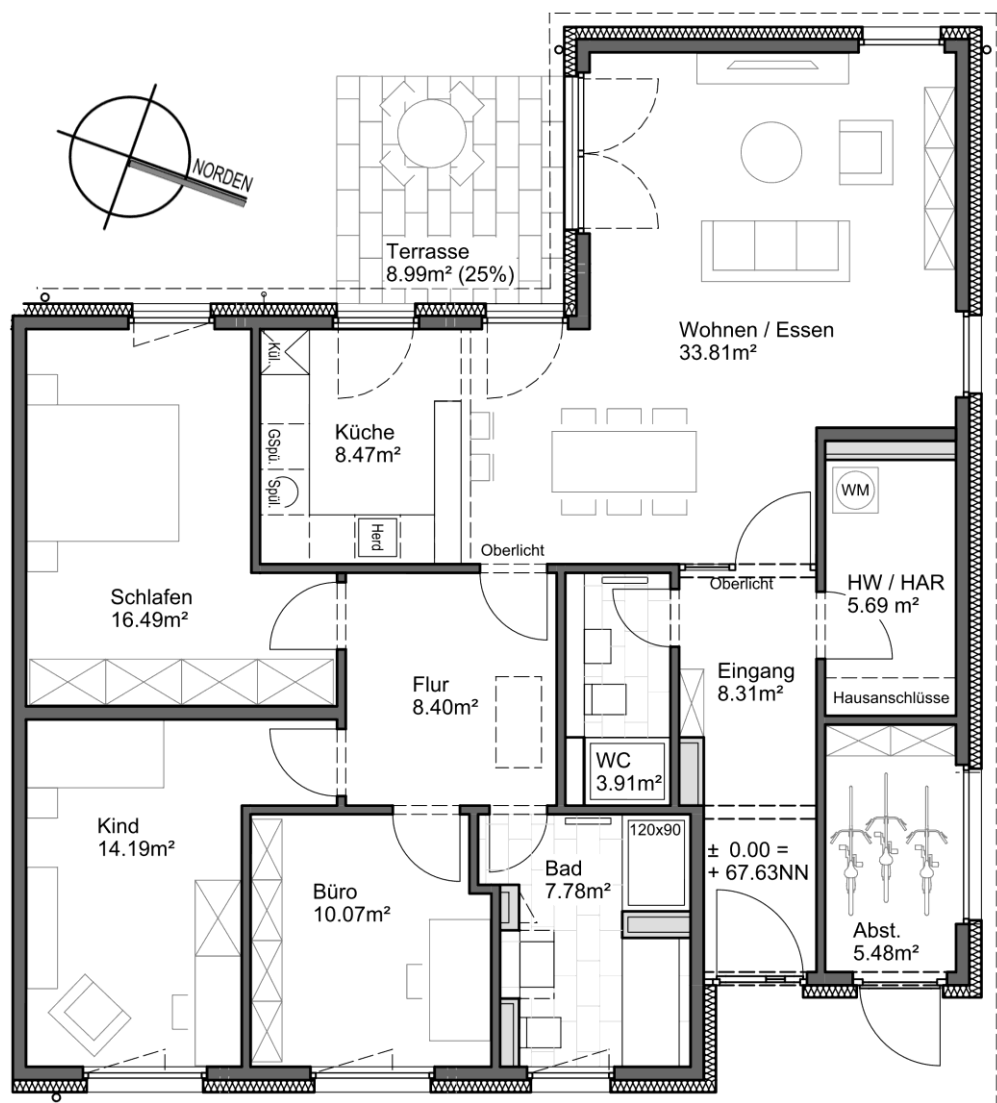 NORDEN
Terrasse
8.99m² (25%)
Wohnen / Essen
33.81m²
Kül.
GSpü.
Spül.
Küche
8.47m²
Herd
Oberlicht
WM
Oberlicht
HW / HAR
5.69 m²
Hausanschlüsse
Schlafen
16.49m²
Flur
8.40m²
Eingang
8.31m²
WC
3.91m²
Kind
14.19m²
Büro
10.07m²
Bad
7.78m²
120x90
± 0.00 =
+ 67.63NN
Abst.
5.48m²